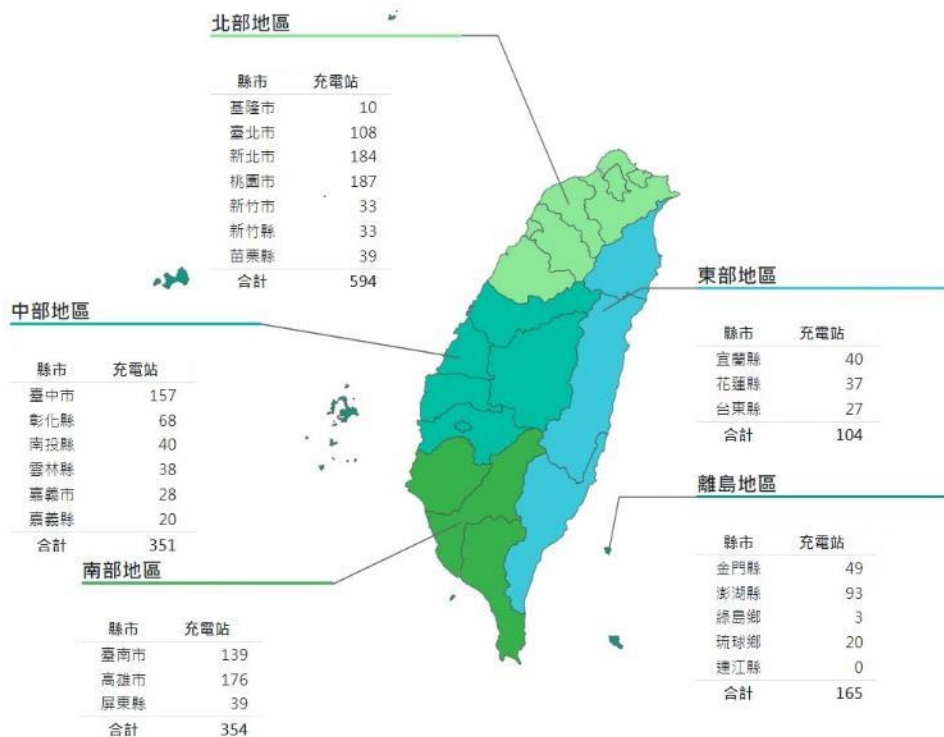 北部地區
縣市 充電站
基隆市 10
臺北市 108
新北市 184
桃園市 187
新竹市 33
新竹縣 33
苗栗縣 39
合計 594
中部地區
縣市 充電站
臺中市 157
彰化縣 68
南投縣 40
雲林縣 38
嘉義市 28
嘉義縣 20
合計 351
南部地區
縣市 充電站
臺南市 139
高雄市 176
屏東縣 39
合計 354
東部地區
縣市 充電站
宜蘭縣 40
花蓮縣 37
台東縣 27
合計 104
離島地區
縣市 充電站
金門縣 49
澎湖縣 93
綠島鄉 3
琉球鄉 20
連江縣 0
合計 165